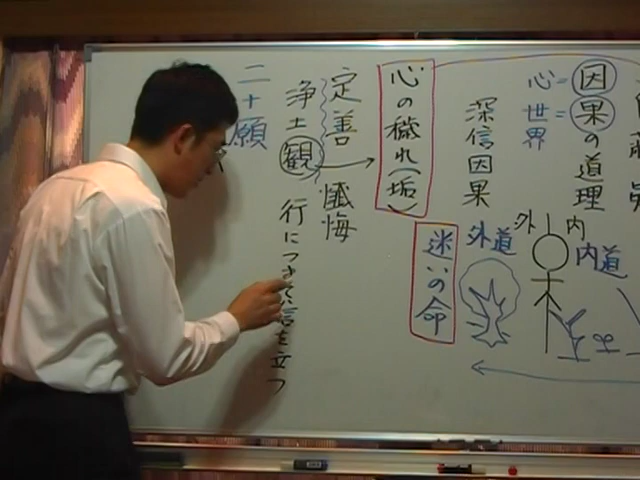 因果の道理
心=
世界=
深信因果
心の穢れ(垢)
定善 懺悔
浄土観 行につきて信を立つ
二十願
外 内
内道
外道
迷いの命